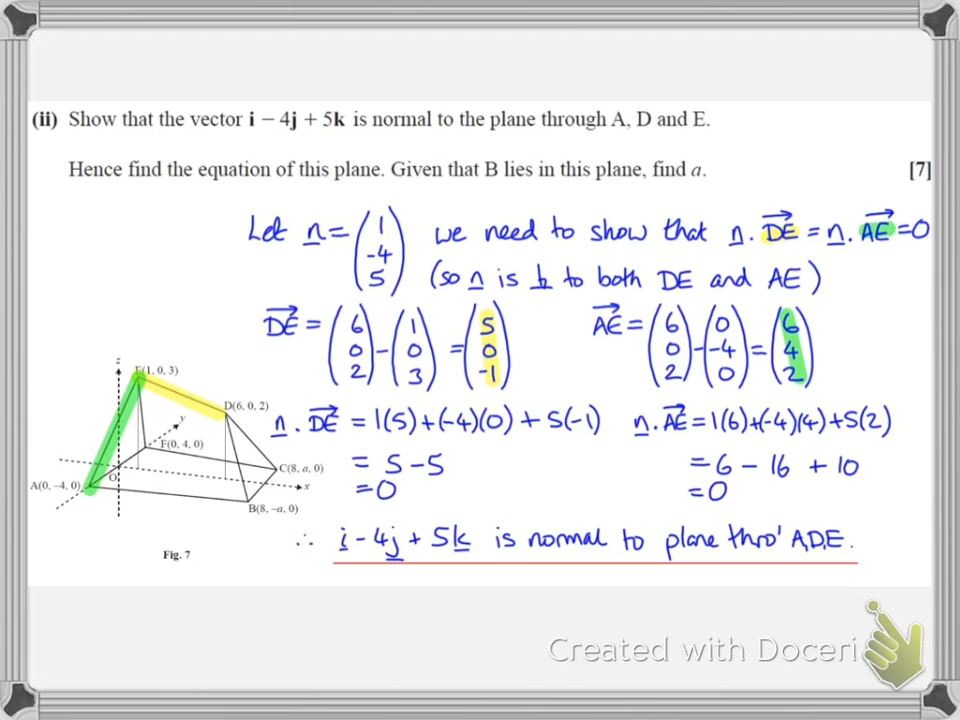 (ii) Show that the vector i − 4j + 5k is normal to the plane through A, D and E.
Hence find the equation of this plane. Given that B lies in this plane, find a. [7]
Let n = (1 -4 5) we need to show that n.DE = n.AE = 0
(so n is ⊥ to both DE and AE)
DE = (6 0 2) - (1 0 3) = (5 0 -1) AE = (6 0 2) - (0 -4 0) = (6 4 2)
n.DE = 1(5)+(-4)(0)+5(-1) n.AE = 1(6)+(-4)(4)+5(2)
= 5-5 = 6 - 16 + 10
=0 =0
∴ i - 4j + 5k is normal to plane thro' A,D,E.
z
E(1, 0, 3)
D(6, 0, 2)
y
F(0, 4, 0)
C(8, a, 0)
O
A(0, −4, 0)
x
B(8, −a, 0)
Fig. 7
Created with Doceri